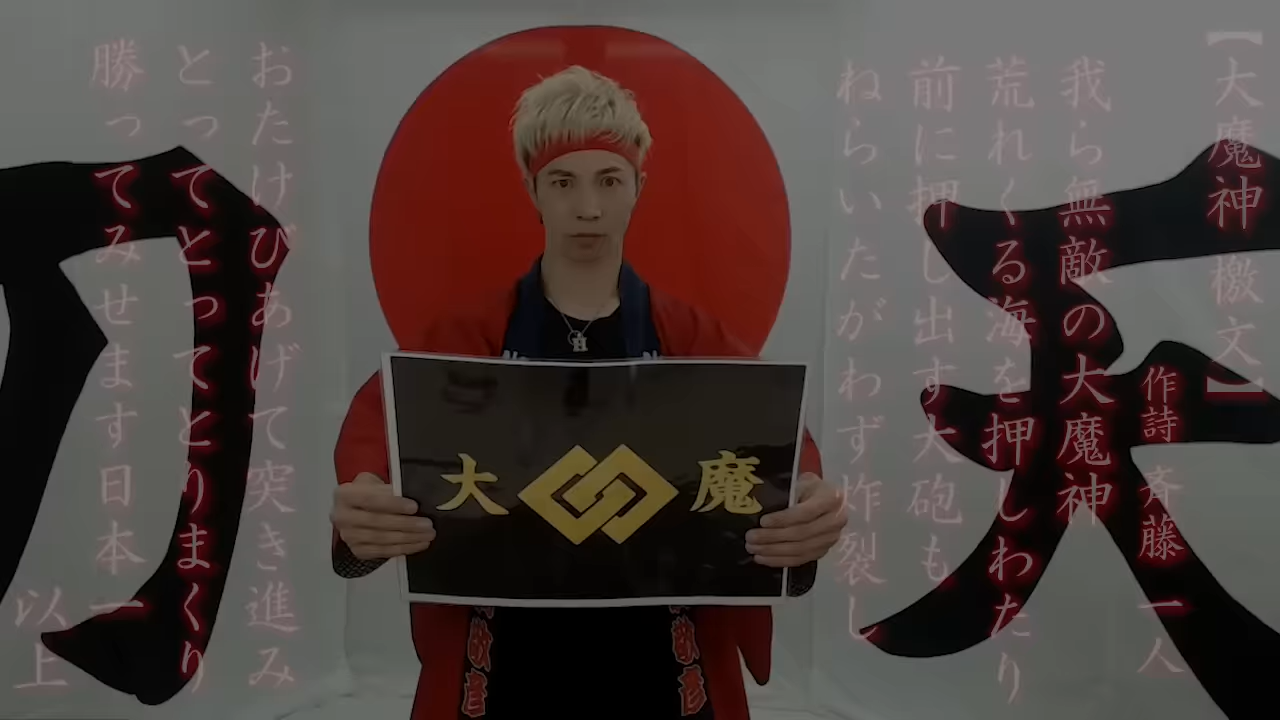 【大魔神　檄文】
作詩　斉藤　一人
我ら無敵の大魔神
荒れくる海を押しわたり
前に押し出す大砲も
ねらいたがわず炸裂し
おたけびあげて突き進み
とってとってとりまくり
勝ってみせます日本一
以上
大　魔
H
敬彦
敬彦